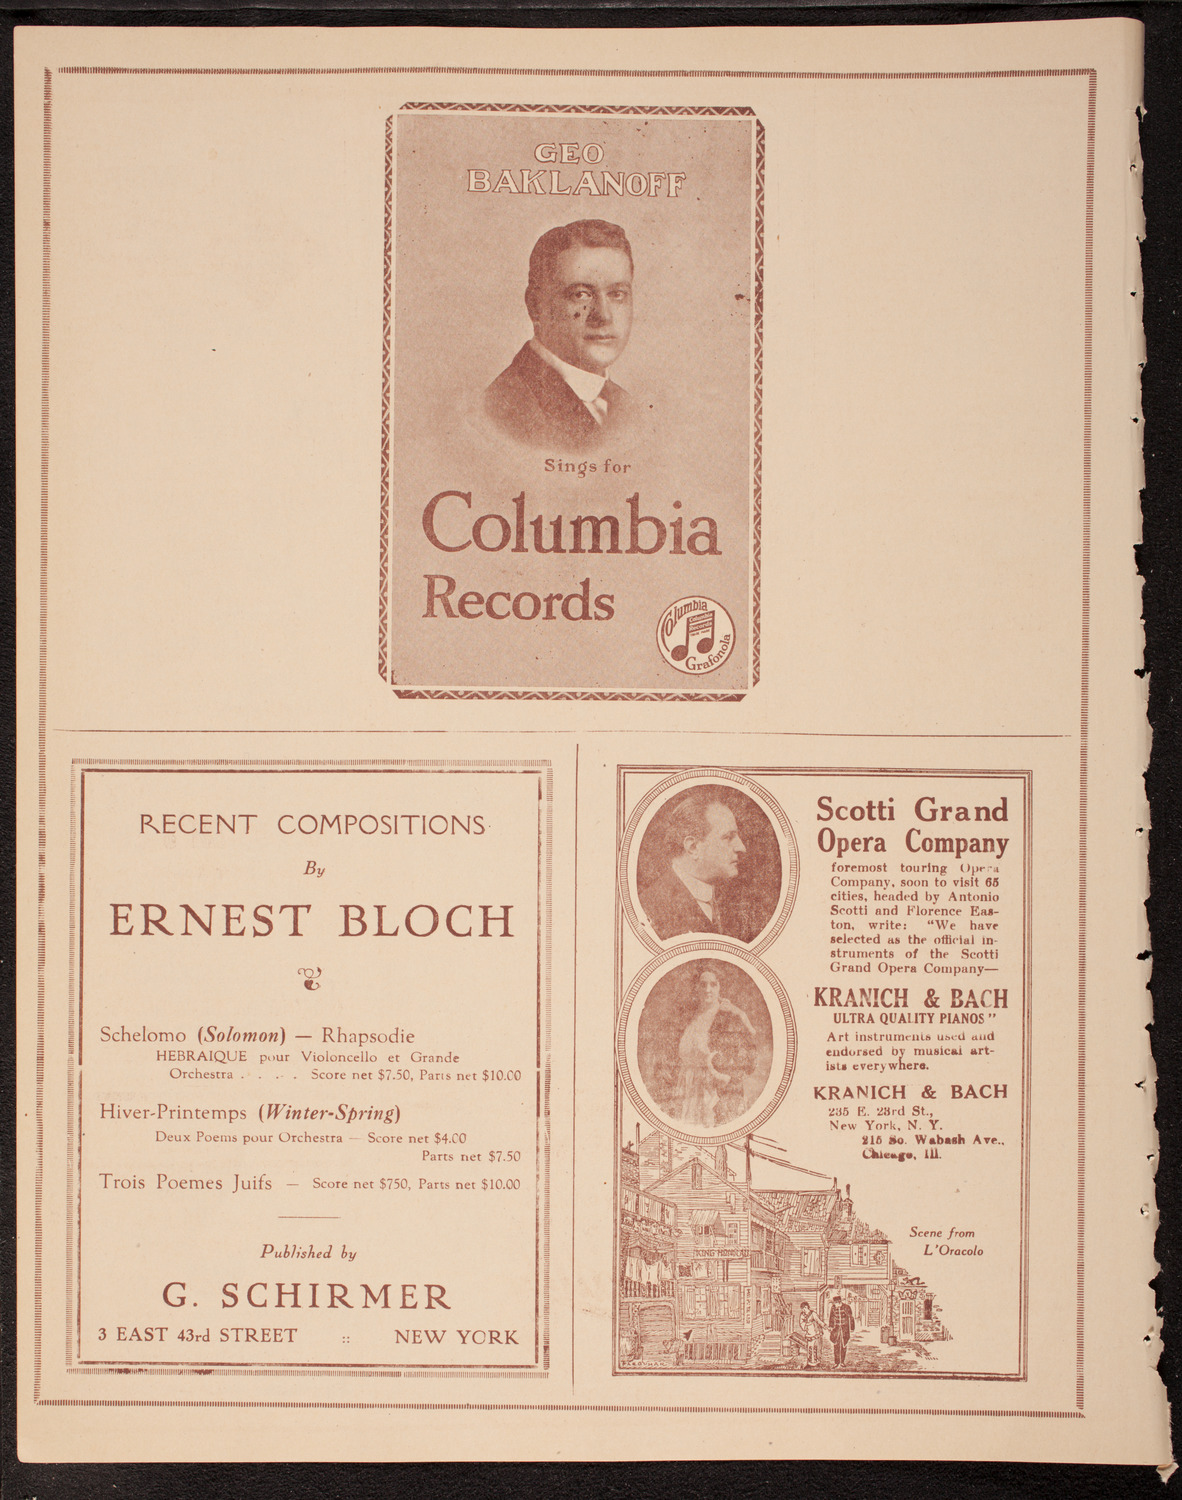 GEO
BAKLANOFF
Sings for
Columbia
Records
Columbia
Columbia
Records
Grafonola
RECENT COMPOSITIONS
By
ERNEST BLOCH
Schelomo (Solomon) — Rhapsodie
HEBRAIQUE pour Violoncello et Grande
Orchestra . . . . Score net $7.50, Parts net $10.00
Hiver-Printemps (Winter-Spring)
Deux Poems pour Orchestra — Score net $4.00
Parts net $7.50
Trois Poemes Juifs — Score net $750, Parts net $10.00
Published by
G. SCHIRMER
3 EAST 43rd STREET :: NEW YORK
Scotti Grand
Opera Company
foremost touring Opera
Company, soon to visit 65
cities, headed by Antonio
Scotti and Florence Eas-
ton, write: "We have
selected as the official in-
struments of the Scotti
Grand Opera Company—
KRANICH & BACH
ULTRA QUALITY PIANOS"
Art instruments used and
endorsed by musical art-
ists everywhere.
KRANICH & BACH
235 E. 23rd St.,
New York, N. Y.
215 So. Wabash Ave.,
Chicago, Ill.
Scene from
L'Oracolo